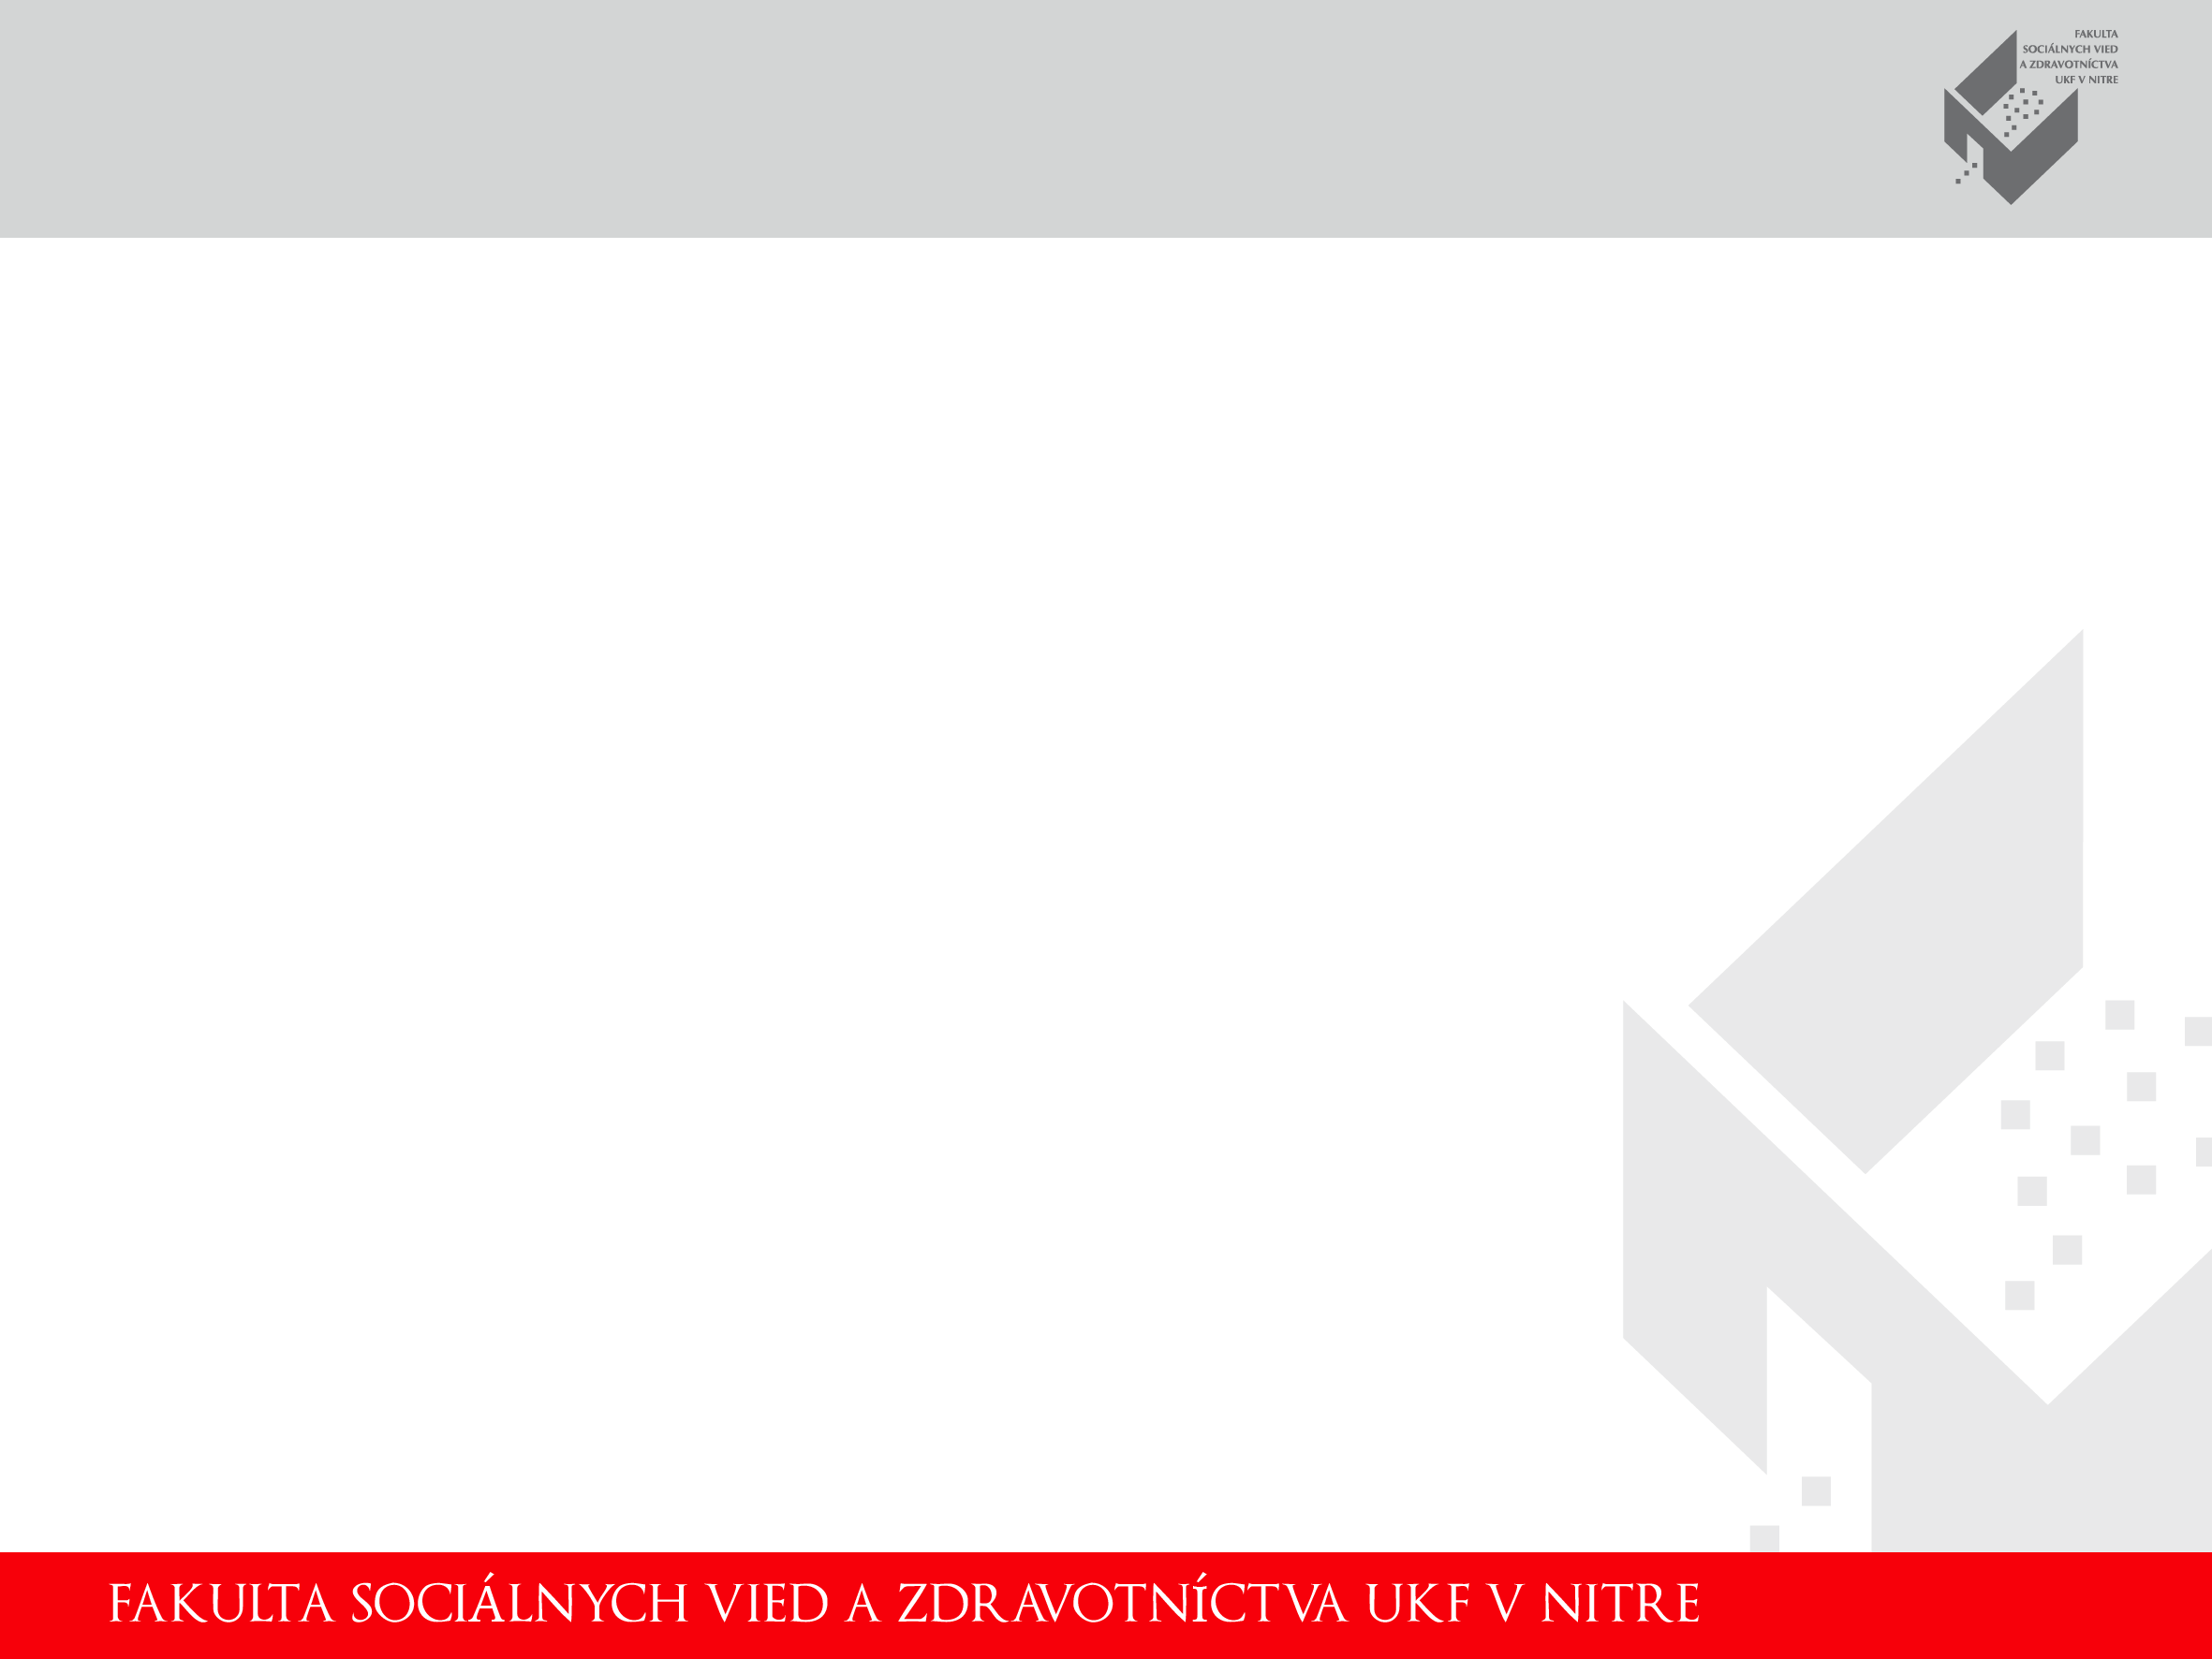 FAKULTA
SOCIÁLNYCH VIED
A ZDRAVOTNÍCTVA
UKF V NITRE
FAKULTA SOCIÁLNYCH VIED A ZDRAVOTNÍCTVA UKF V NITRE